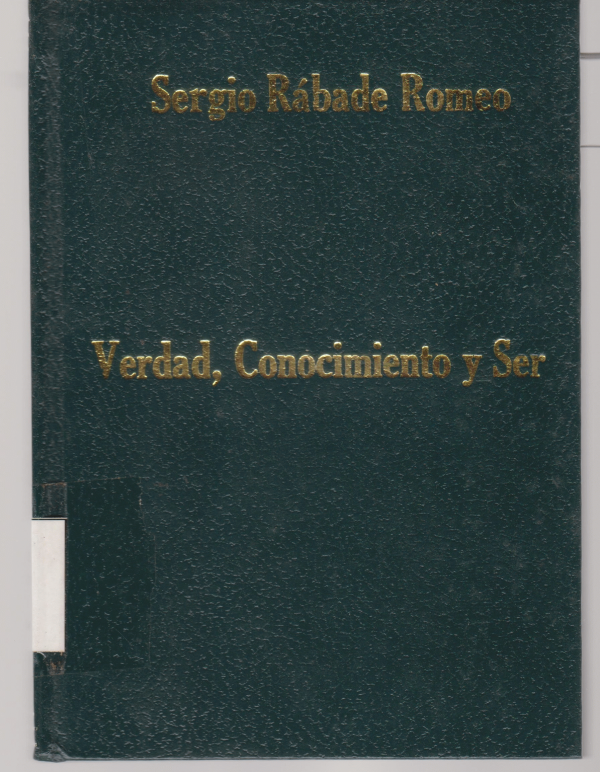 Sergio Rábade Romeo
Verdad, Conocimiento y Ser